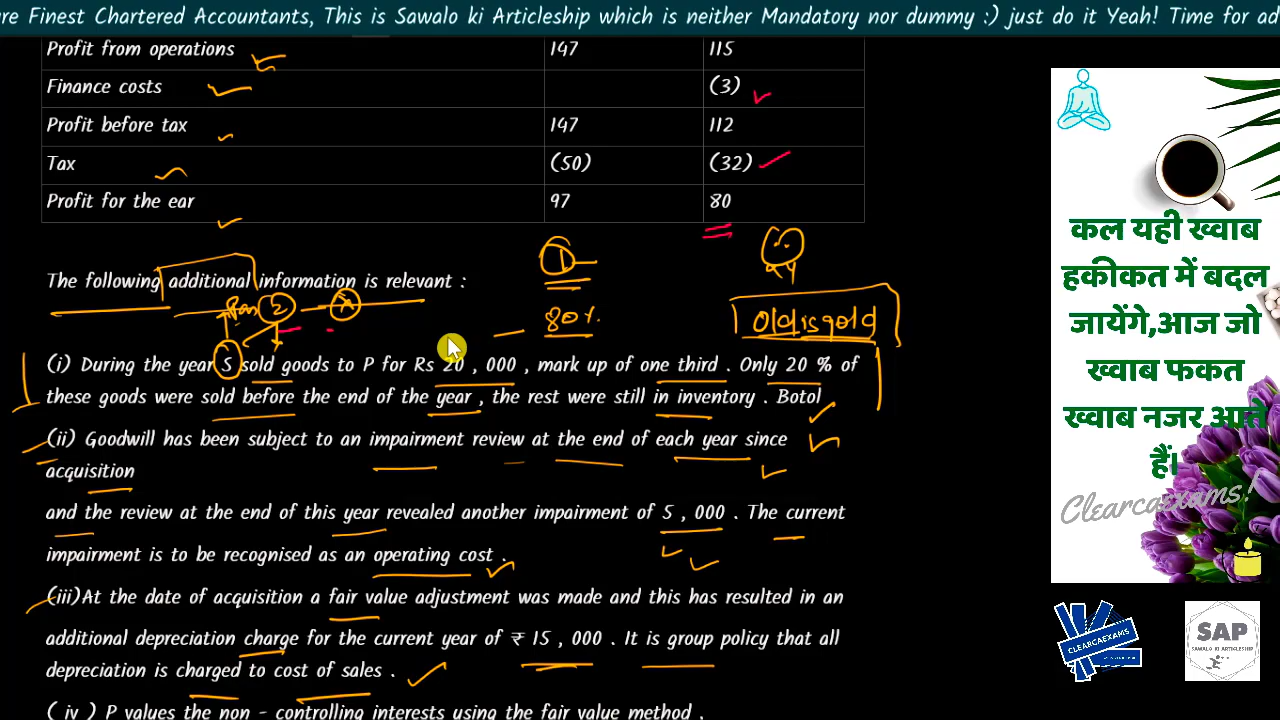 re Finest Chartered Accountants, This is Sawalo ki Articleship which is neither Mandatory nor dummy :) just do it Yeah! Time for ad
Profit from operations 147 115
Finance costs (3)
Profit before tax 147 112
Tax (50) (32)
Profit for the ear 97 80
1
The following additional information is relevant :
2
80%
Old is gold
(i) During the year S sold goods to P for Rs 20 , 000 , mark up of one third . Only 20 % of
these goods were sold before the end of the year , the rest were still in inventory . Botol
(ii) Goodwill has been subject to an impairment review at the end of each year since
acquisition
and the review at the end of this year revealed another impairment of 5 , 000 . The current
impairment is to be recognised as an operating cost .
(iii)At the date of acquisition a fair value adjustment was made and this has resulted in an
additional depreciation charge for the current year of ₹ 15 , 000 . It is group policy that all
depreciation is charged to cost of sales .
( iv ) P values the non - controlling interests using the fair value method .
कल यही ख्वाब
हकीकत में बदल
जायेंगे,आज जो
ख्वाब फकत
ख्वाब नजर आते
हैं।
Clearcaexams!
CLEARCAEXAMS
SAP
SAWALO KI ARTICLESHIP